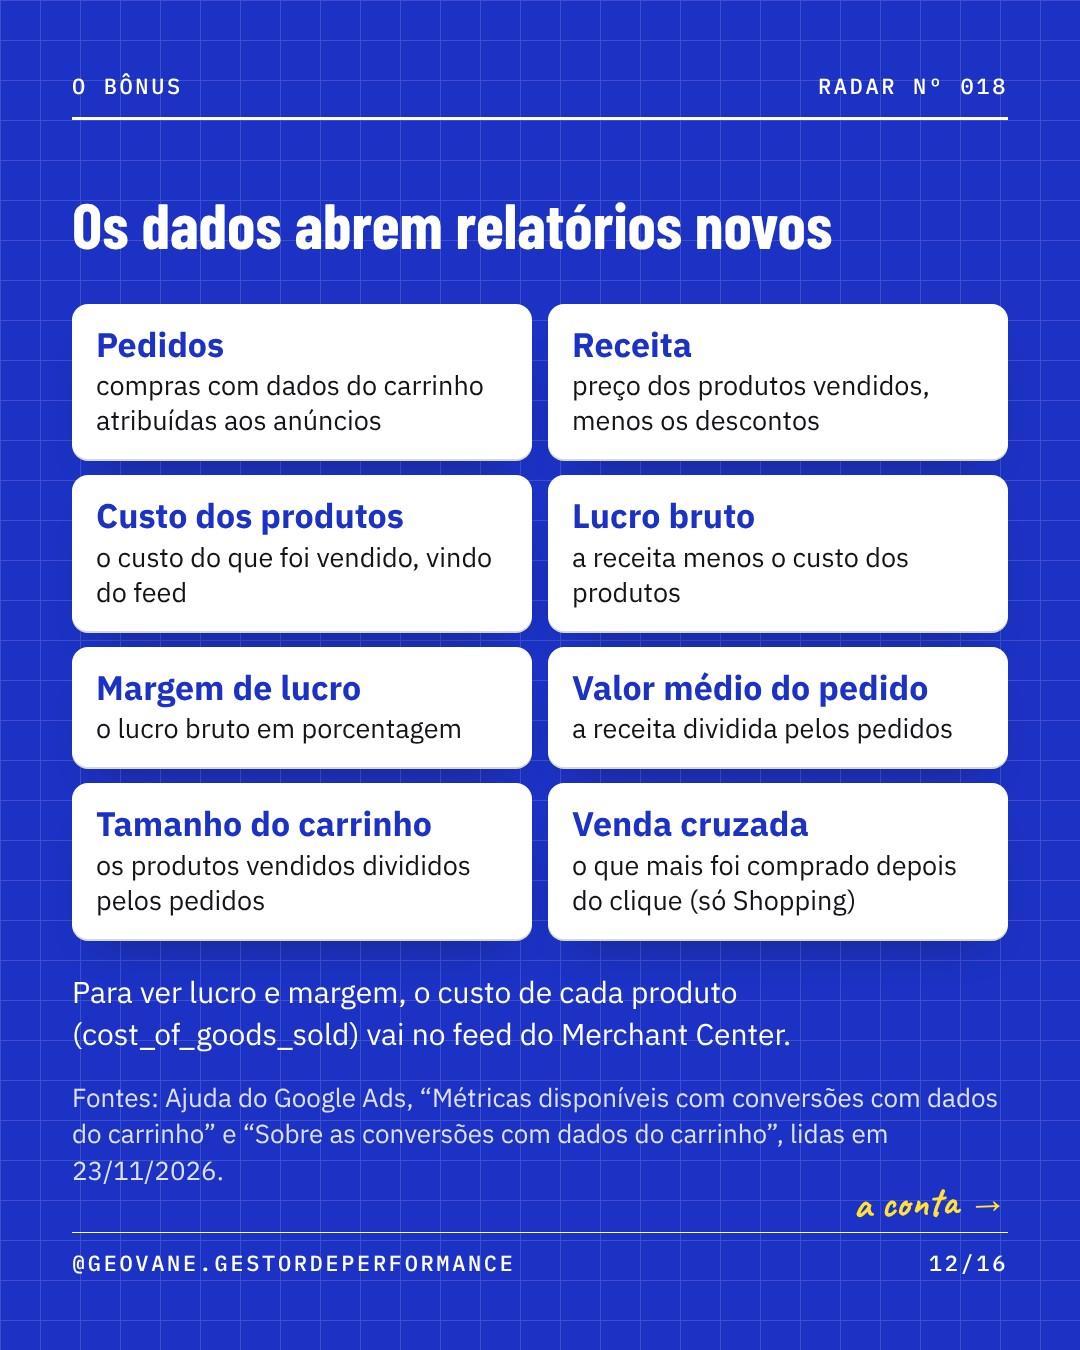 O BÔNUS
RADAR Nº 018
Os dados abrem relatórios novos
Pedidos
compras com dados do carrinho
atribuídas aos anúncios
Receita
preço dos produtos vendidos,
menos os descontos
Custo dos produtos
o custo do que foi vendido, vindo
do feed
Lucro bruto
a receita menos o custo dos
produtos
Margem de lucro
o lucro bruto em porcentagem
Valor médio do pedido
a receita dividida pelos pedidos
Tamanho do carrinho
os produtos vendidos divididos
pelos pedidos
Venda cruzada
o que mais foi comprado depois
do clique (só Shopping)
Para ver lucro e margem, o custo de cada produto
(cost_of_goods_sold) vai no feed do Merchant Center.
Fontes: Ajuda do Google Ads, “Métricas disponíveis com conversões com dados
do carrinho” e “Sobre as conversões com dados do carrinho”, lidas em
23/11/2026.
a conta →
@GEOVANE.GESTORDEPERFORMANCE
12/16